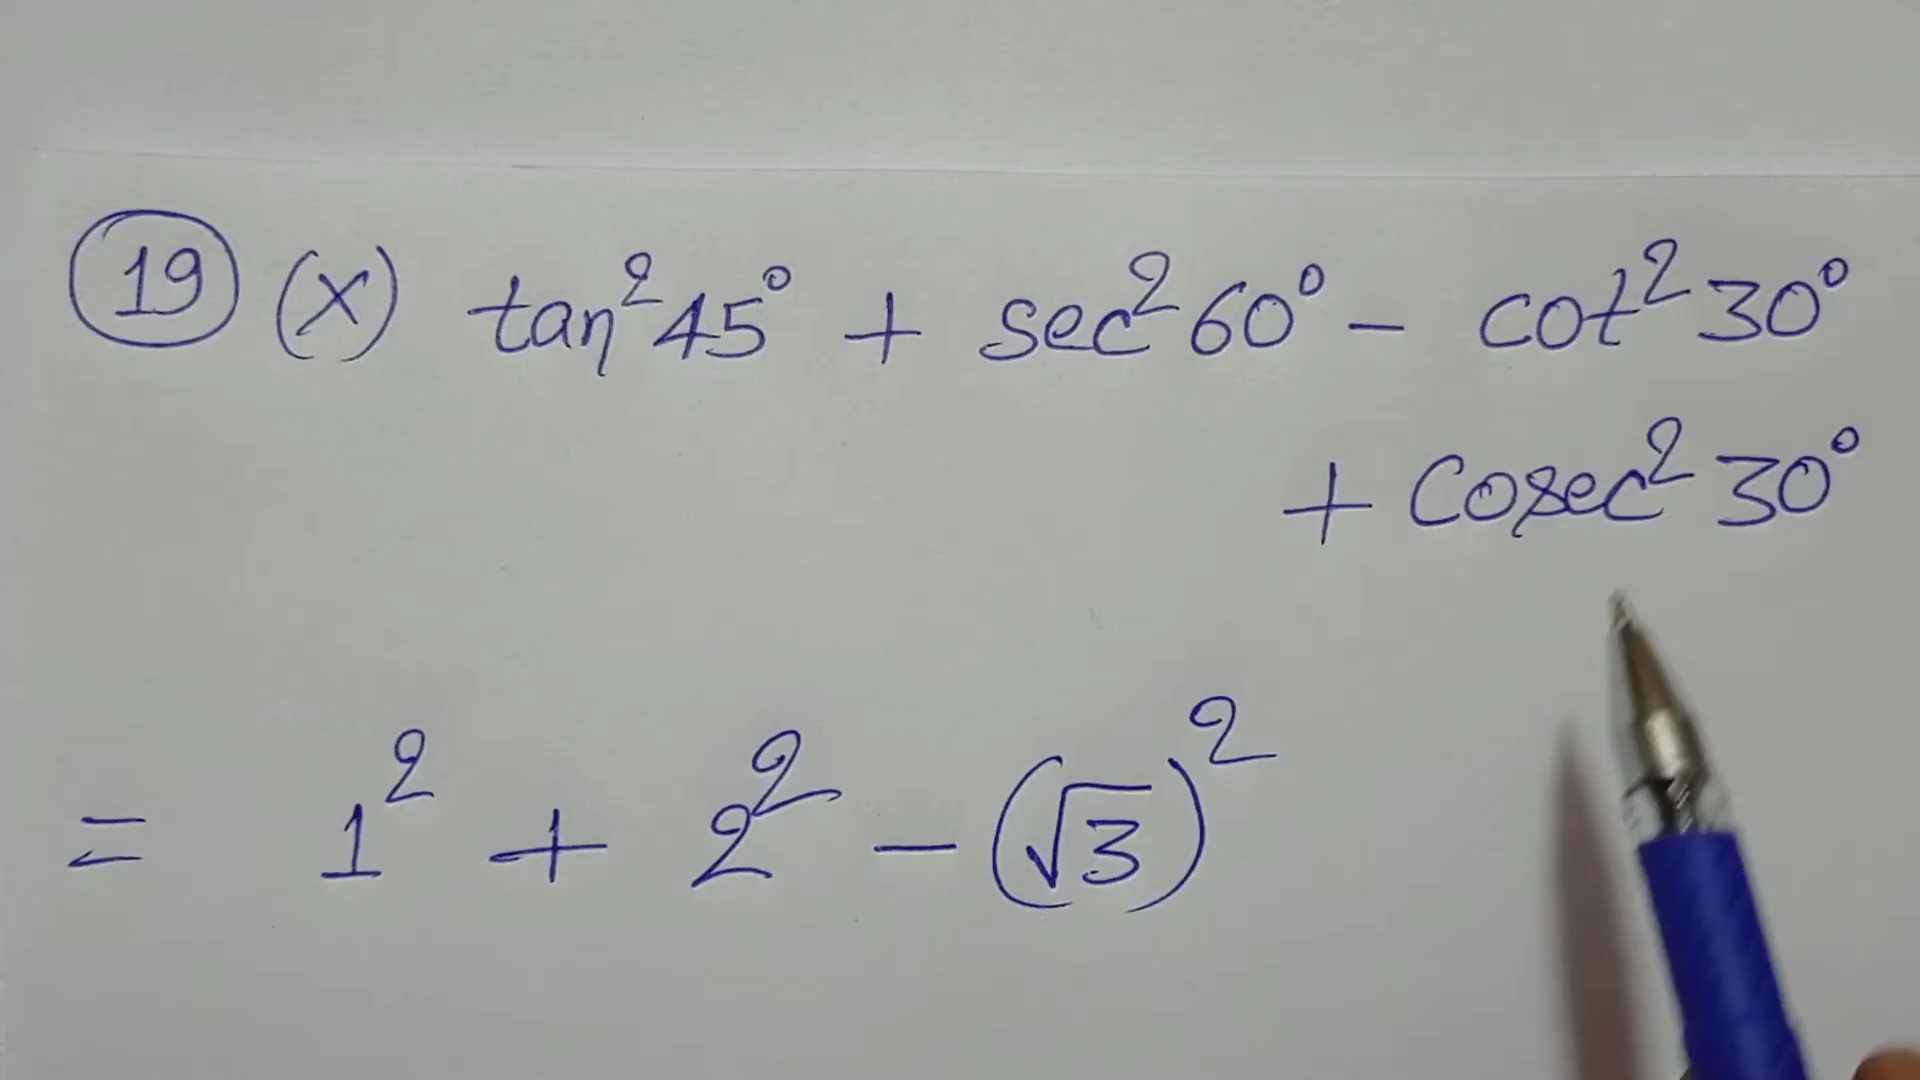 19 (x) tan²45° + sec²60° − cot²30°
+ Cosec²30°
= 1² + 2² − (√3)²